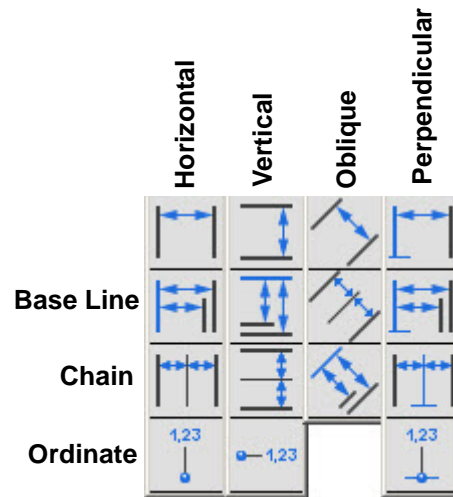 Horizontal
Vertical
Oblique
Perpendicular
Base Line
Chain
Ordinate
1,23
1,23
1,23